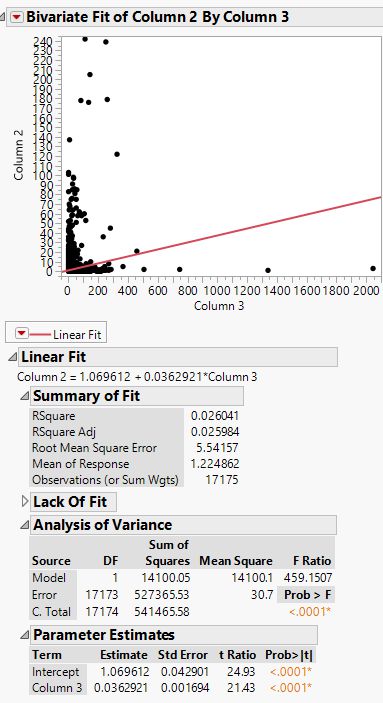 Bivariate Fit of Column 2 By Column 3
240
230
220
210
200
190
180
170
160
150
140
130
120
110
100
90
80
70
60
50
40
30
20
10
0
Column 2
0 200 400 600 800 1000 1200 1400 1600 1800 2000
Column 3
Linear Fit
Linear Fit
Column 2 = 1.069612 + 0.0362921*Column 3
Summary of Fit
RSquare 0.026041
RSquare Adj 0.025984
Root Mean Square Error 5.54157
Mean of Response 1.224862
Observations (or Sum Wgts) 17175
Lack Of Fit
Analysis of Variance
Sum of
Source DF Squares Mean Square F Ratio
Model 1 14100.05 14100.1 459.1507
Error 17173 527365.53 30.7 Prob > F
C. Total 17174 541465.58 <.0001*
Parameter Estimates
Term Estimate Std Error t Ratio Prob>|t|
Intercept 1.069612 0.042901 24.93 <.0001*
Column 3 0.0362921 0.001694 21.43 <.0001*